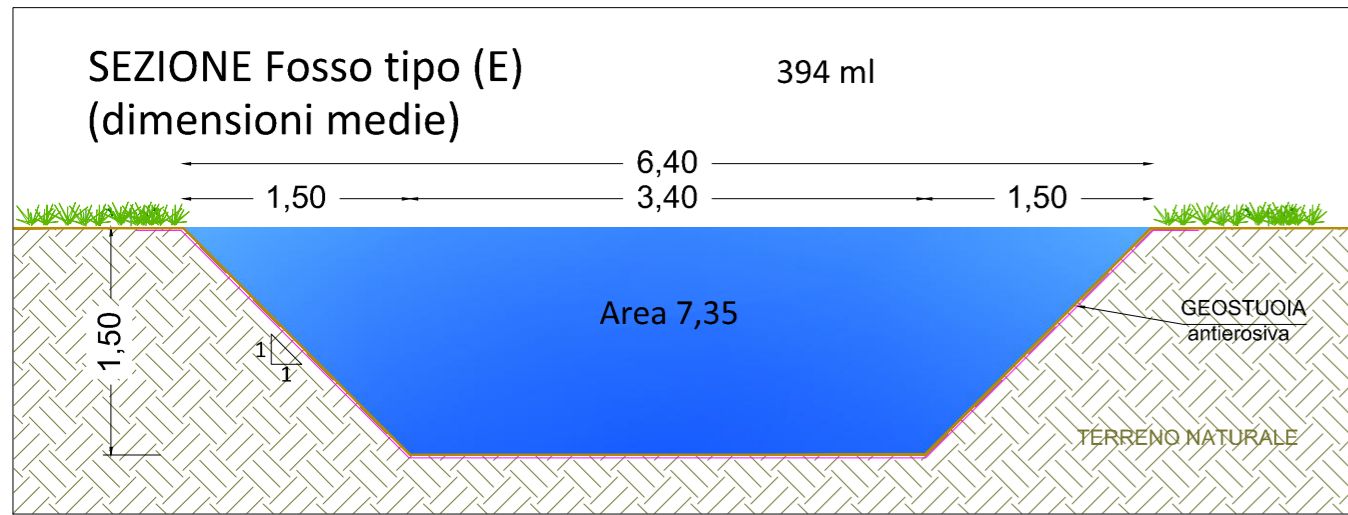 SEZIONE Fosso tipo (E)
(dimensioni medie)
394 ml
6,40
1,50
3,40
1,50
1,50
1
1
Area 7,35
GEOSTUOIA
antierosiva
TERRENO NATURALE